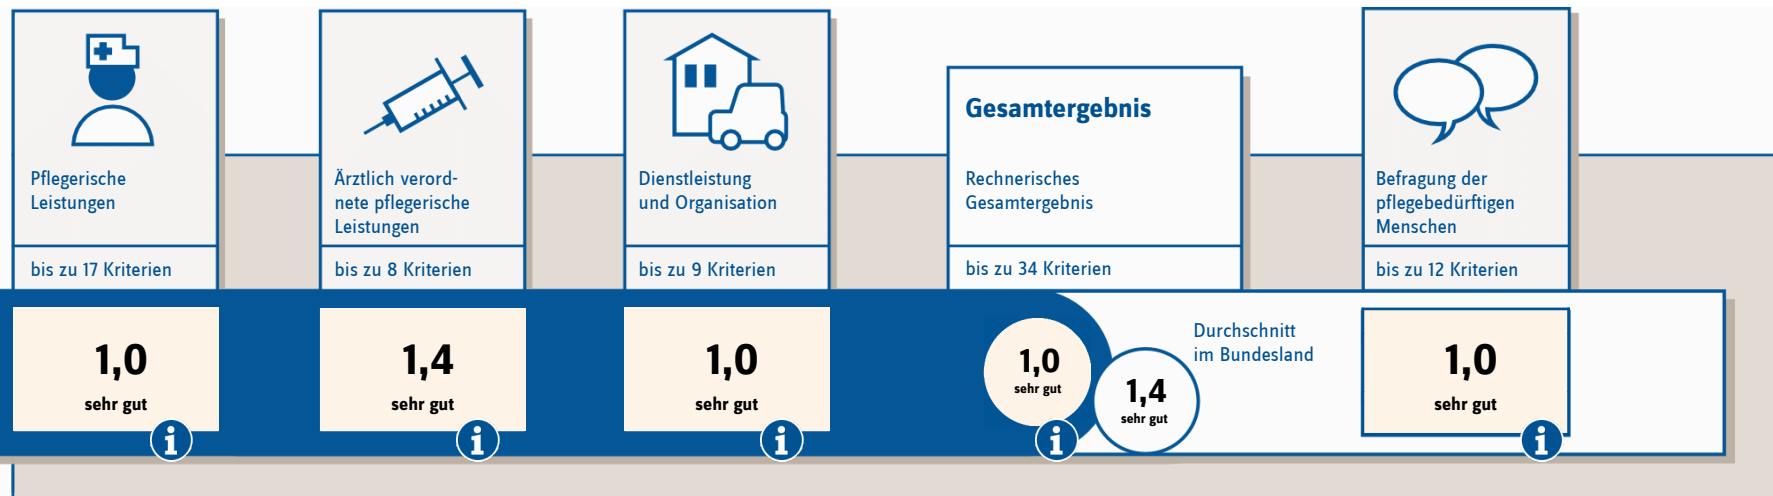 Pflegerische
Leistungen
bis zu 17 Kriterien
1,0
sehr gut
i
Ärztlich verord-
nete pflegerische
Leistungen
bis zu 8 Kriterien
1,4
sehr gut
i
Dienstleistung
und Organisation
bis zu 9 Kriterien
1,0
sehr gut
i
Gesamtergebnis
Rechnerisches
Gesamtergebnis
bis zu 34 Kriterien
1,0
sehr gut
i
Durchschnitt
im Bundesland
1,4
sehr gut
Befragung der
pflegebedürftigen
Menschen
bis zu 12 Kriterien
1,0
sehr gut
i